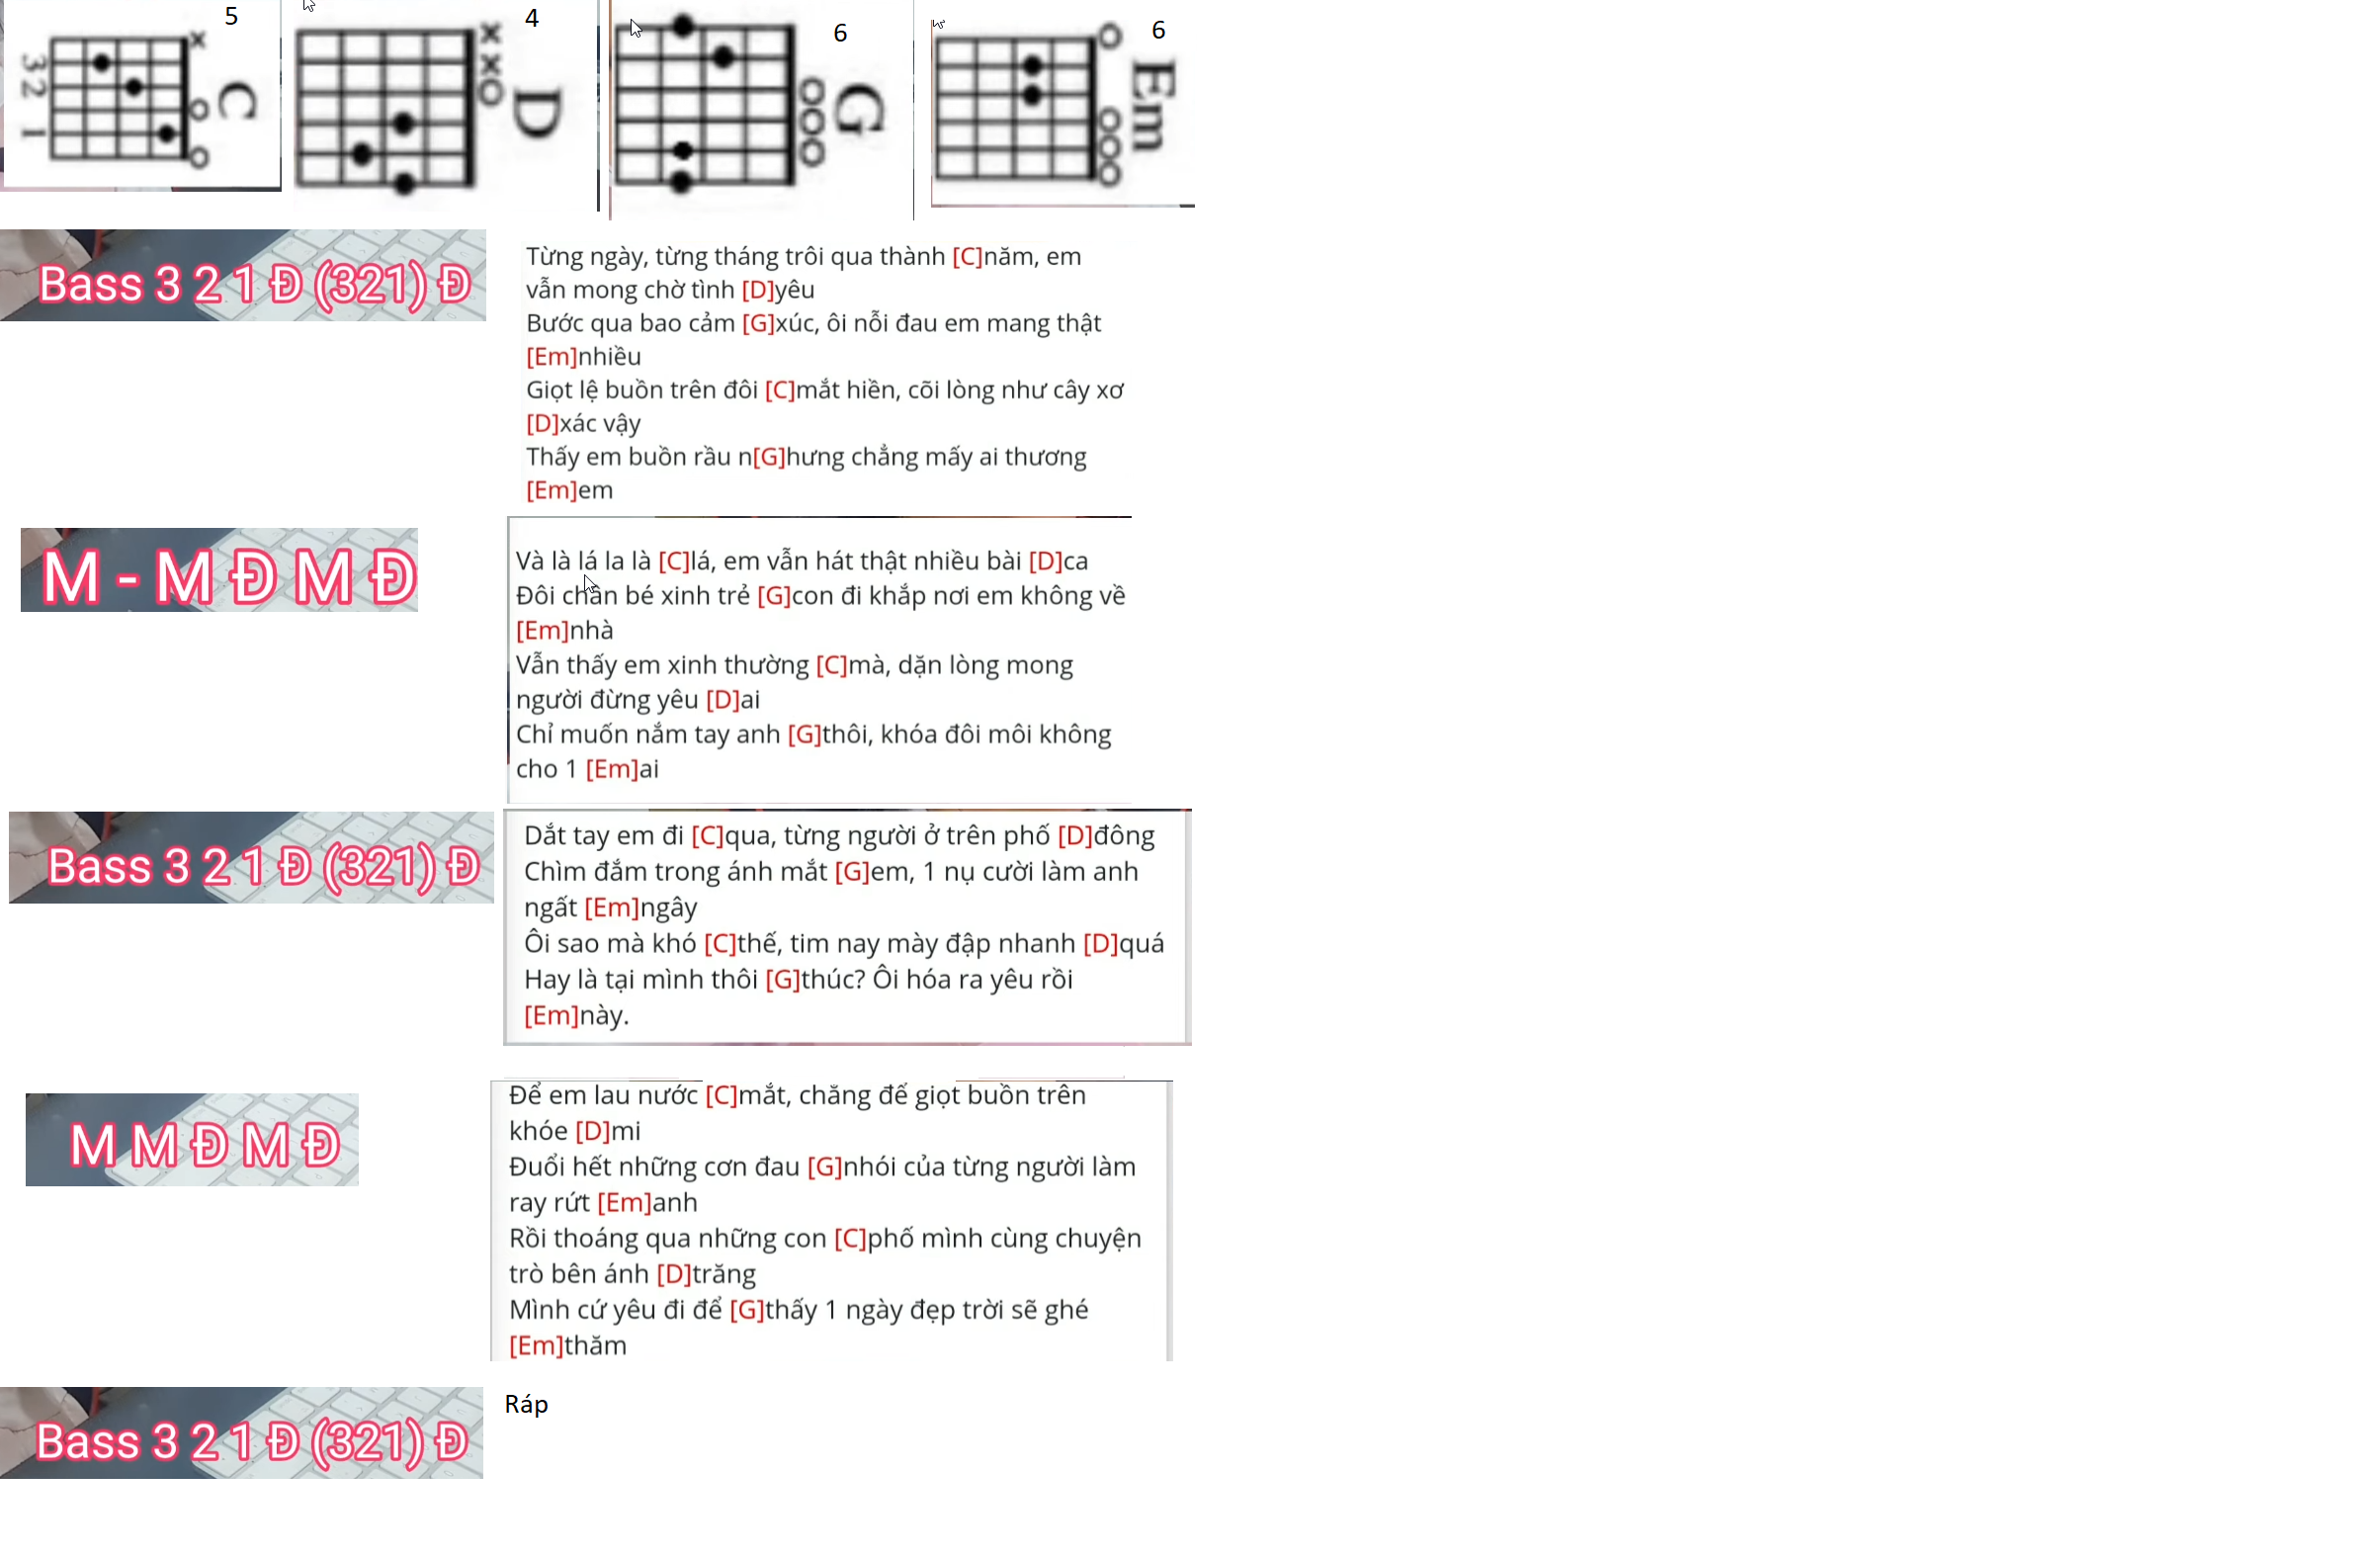 5
4
6
6
x
o
o
C
3 2 1
x x o
D
o o o
G
o
o o o
Em
Bass 3 2 1 Đ (321) Đ
Từng ngày, từng tháng trôi qua thành [C]năm, em
vẫn mong chờ tình [D]yêu
Bước qua bao cảm [G]xúc, ôi nỗi đau em mang thật
[Em]nhiều
Giọt lệ buồn trên đôi [C]mắt hiền, cõi lòng như cây xơ
[D]xác vậy
Thấy em buồn rầu n[G]hưng chẳng mấy ai thương
[Em]em
M - M Đ M Đ
Và là lá la là [C]lá, em vẫn hát thật nhiều bài [D]ca
Đôi chân bé xinh trẻ [G]con đi khắp nơi em không về
[Em]nhà
Vẫn thấy em xinh thường [C]mà, dặn lòng mong
người đừng yêu [D]ai
Chỉ muốn nắm tay anh [G]thôi, khóa đôi môi không
cho 1 [Em]ai
Bass 3 2 1 Đ (321) Đ
Dắt tay em đi [C]qua, từng người ở trên phố [D]đông
Chìm đắm trong ánh mắt [G]em, 1 nụ cười làm anh
ngất [Em]ngây
Ôi sao mà khó [C]thế, tim nay mày đập nhanh [D]quá
Hay là tại mình thôi [G]thúc? Ôi hóa ra yêu rồi
[Em]này.
M M Đ M Đ
Để em lau nước [C]mắt, chăng để giọt buồn trên
khóe [D]mi
Đuổi hết những cơn đau [G]nhói của từng người làm
ray rứt [Em]anh
Rồi thoáng qua những con [C]phố mình cùng chuyện
trò bên ánh [D]trăng
Mình cứ yêu đi để [G]thấy 1 ngày đẹp trời sẽ ghé
[Em]thăm
Bass 3 2 1 Đ (321) Đ
Ráp